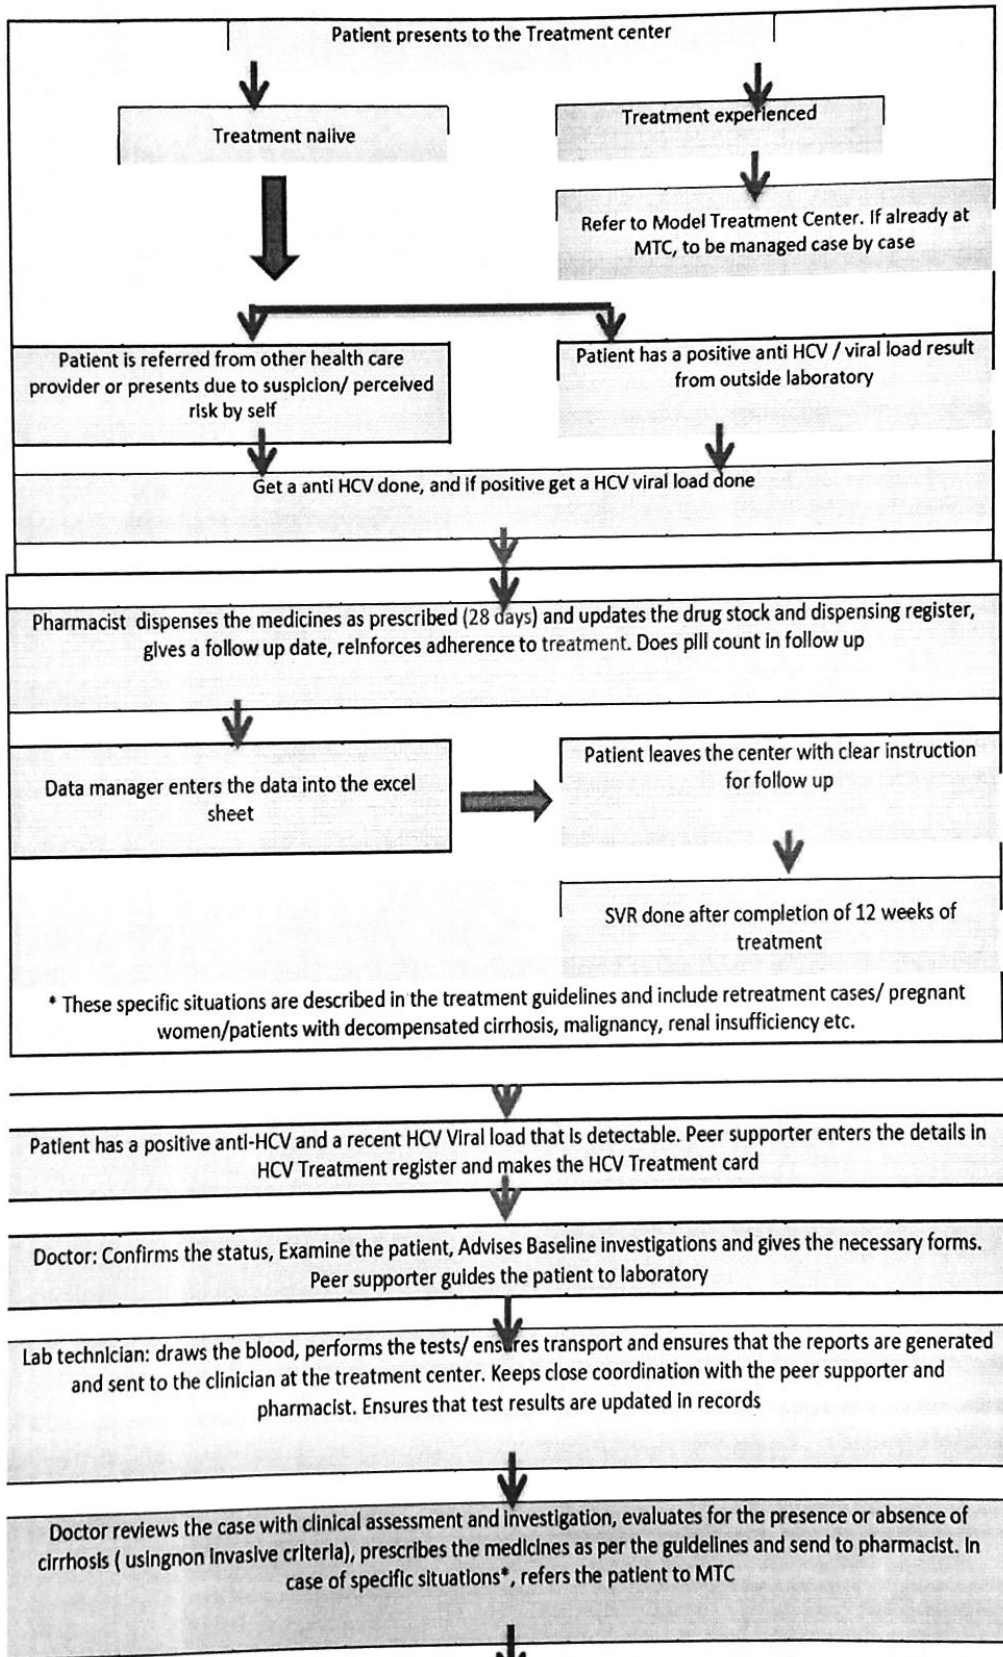 Patient presents to the Treatment center
Treatment naïive
Treatment experienced
Refer to Model Treatment Center. If already at
MTC, to be managed case by case
Patient is referred from other health care
provider or presents due to suspicion/ perceived
risk by self
Patient has a positive anti HCV / viral load result
from outside laboratory
Get a anti HCV done, and if positive get a HCV viral load done
Pharmacist dispenses the medicines as prescribed (28 days) and updates the drug stock and dispensing register,
gives a follow up date, reinforces adherence to treatment. Does pill count in follow up
Data manager enters the data into the excel
sheet
Patient leaves the center with clear instruction
for follow up
SVR done after completion of 12 weeks of
treatment
* These specific situations are described in the treatment guidelines and include retreatment cases/ pregnant
women/patients with decompensated cirrhosis, malignancy, renal insufficiency etc.
Patient has a positive anti-HCV and a recent HCV Viral load that is detectable. Peer supporter enters the details in
HCV Treatment register and makes the HCV Treatment card
Doctor: Confirms the status, Examine the patient, Advises Baseline investigations and gives the necessary forms.
Peer supporter guides the patient to laboratory
Lab technician: draws the blood, performs the tests/ ensures transport and ensures that the reports are generated
and sent to the clinician at the treatment center. Keeps close coordination with the peer supporter and
pharmacist. Ensures that test results are updated in records
Doctor reviews the case with clinical assessment and investigation, evaluates for the presence or absence of
cirrhosis ( usingnon invasive criteria), prescribes the medicines as per the guidelines and send to pharmacist. In
case of specific situations*, refers the patient to MTC